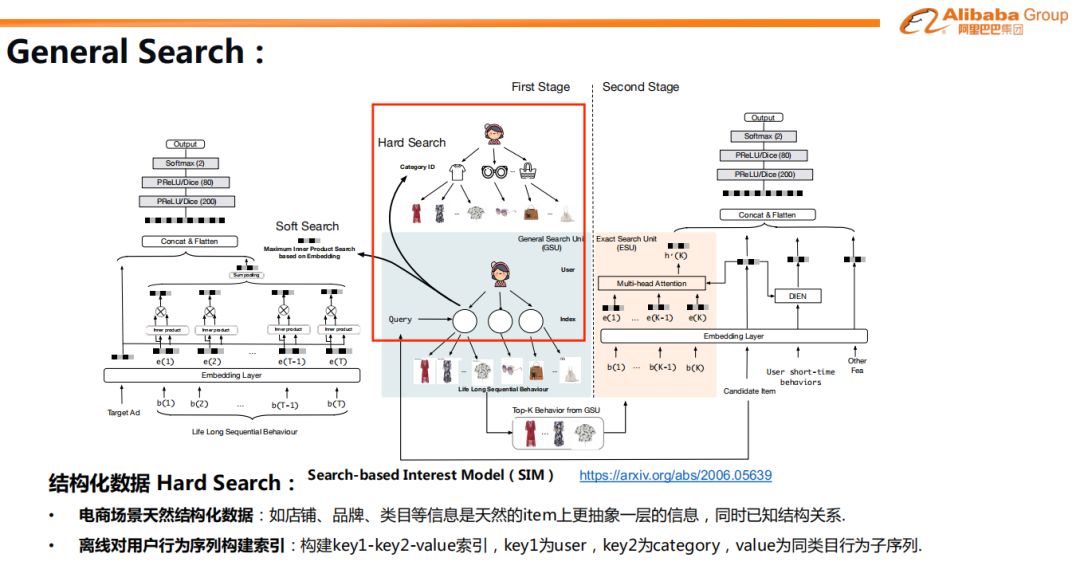 Alibaba Group
阿里巴巴集团
General Search：
First Stage
Second Stage
Hard Search
Category ID
...
...
General Search Unit
(GSU)
User
Query
Index
Life Long Sequential Behaviour
Top-K Behavior from GSU
...
Output
Softmax (2)
PReLU/Dice (80)
PReLU/Dice (200)
Concat & Flatten
Soft Search
Maximum Inner Product Search
based on Embedding
Sum pooling
Inner product
Inner product
Inner product
Inner product
e(1)
e(2)
...
e(T-1)
e(T)
Embedding Layer
Target Ad
b(1)
b(2)
...
b(T-1)
b(T)
Life Long Sequential Behaviour
Output
Softmax (2)
PReLU/Dice (80)
PReLU/Dice (200)
Concat & Flatten
Exact Search Unit
(ESU)
h'(K)
Multi-head Attention
DIEN
e(1) ... e(K-1) e(K)
Embedding Layer
b(1) ... b(K-1) b(K)
Candidate Item
User short-time
behaviors
Other
Fea
Search-based Interest Model（SIM）
https://arxiv.org/abs/2006.05639
结构化数据 Hard Search：
• 电商场景天然结构化数据：如店铺、品牌、类目等信息是天然的item上更抽象一层的信息，同时已知结构关系.
• 离线对用户行为序列构建索引：构建key1-key2-value索引，key1为user，key2为category，value为同类目行为子序列.